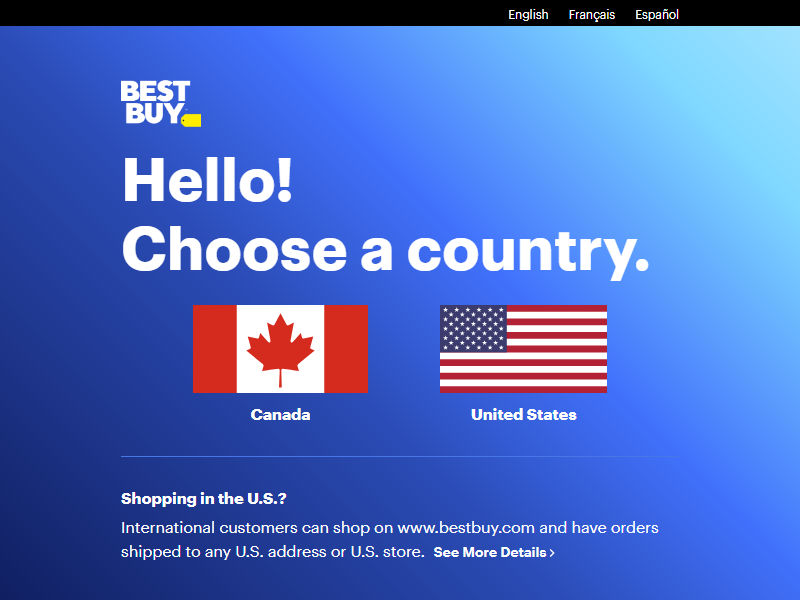 English Français Español
BEST
BUY
Hello!
Choose a country.
Canada United States
Shopping in the U.S.?
International customers can shop on www.bestbuy.com and have orders
shipped to any U.S. address or U.S. store. See More Details ›